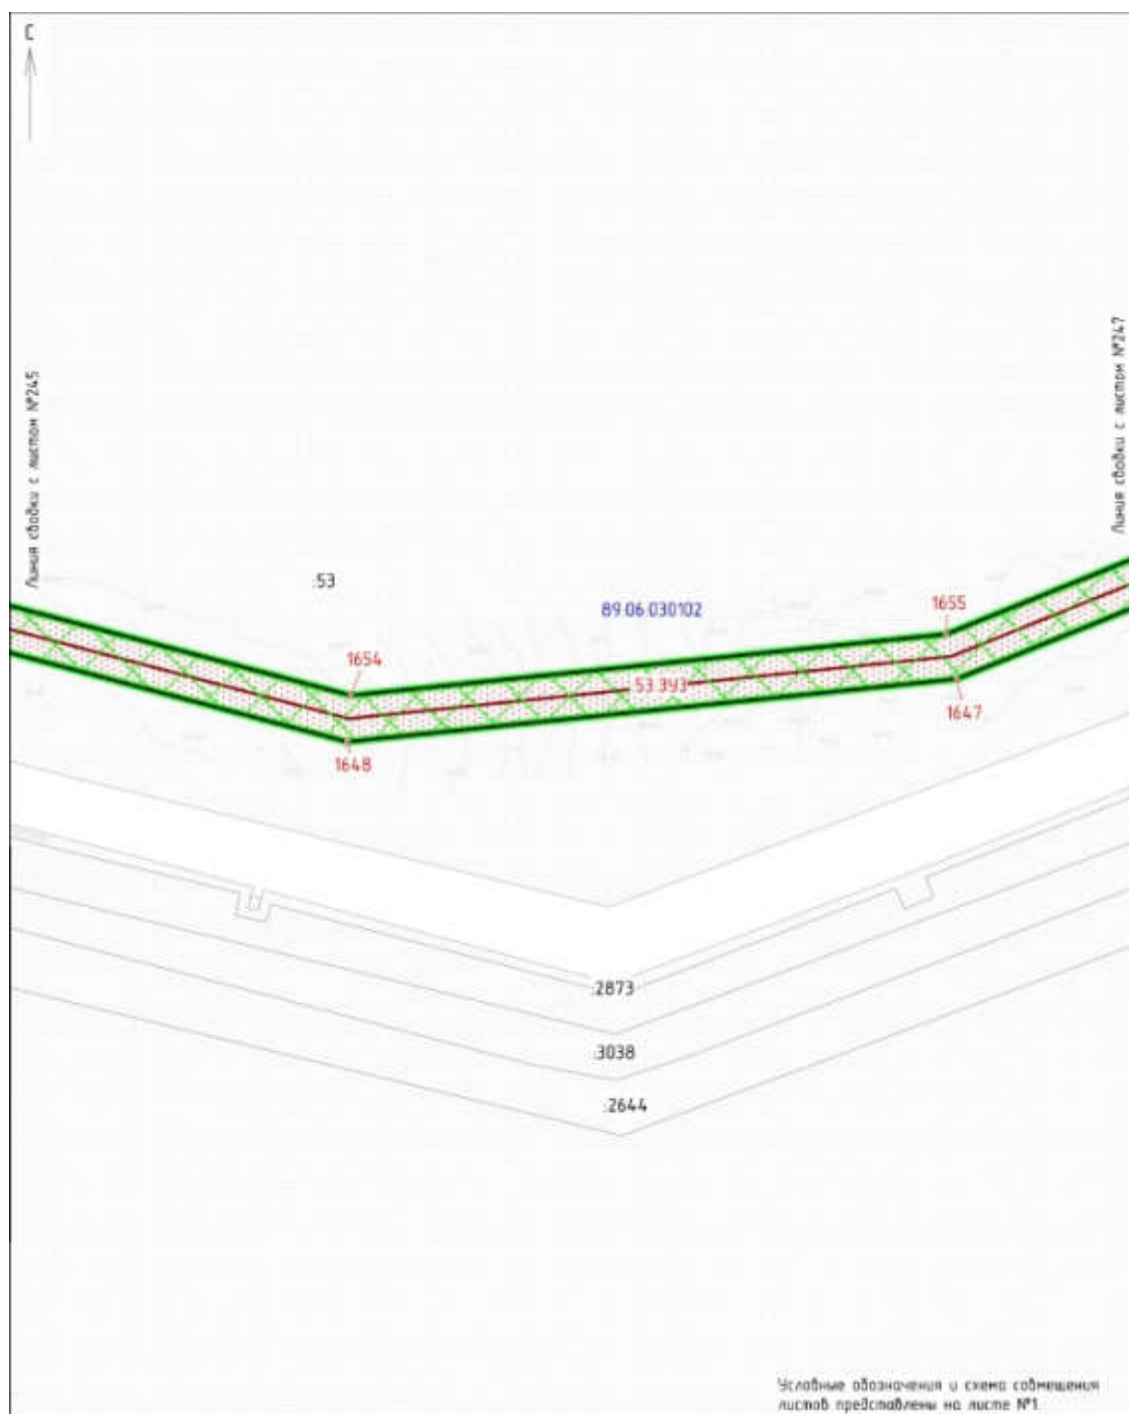 С
Линия сводки с листом №245
Линия сводки с листом №247
:53
89:06:030102
1655
1654
53.393
1647
1648
:2873
:3038
:2644
Условные обозначения и схема совмещения
листов представлены на листе №1